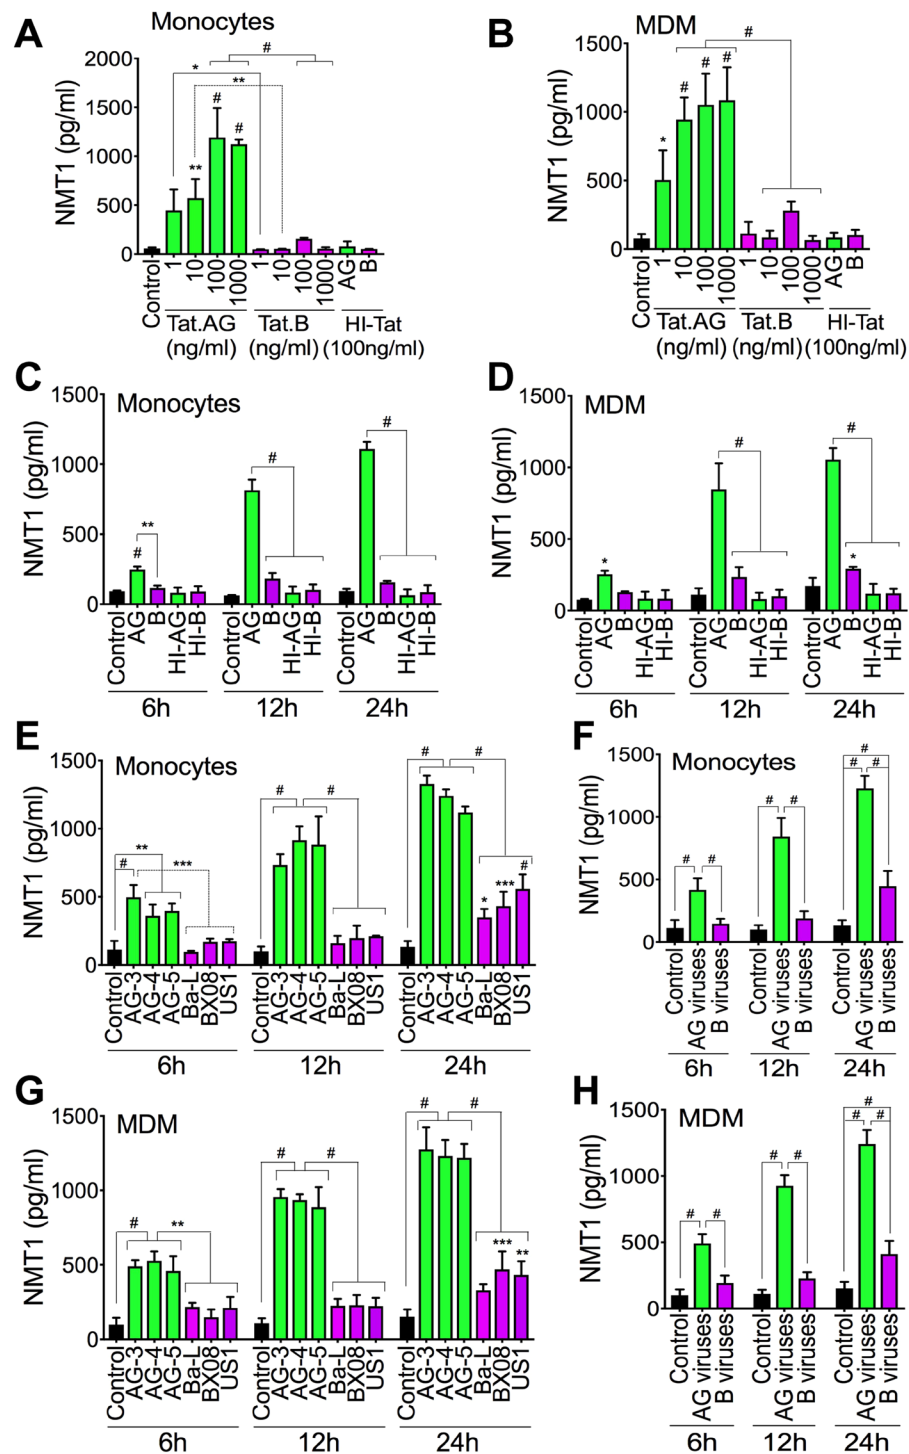 A
Monocytes
NMT1 (pg/ml)
2000
1500
1000
500
0
#
*
**
**
#
#
Control
1
10
100
1000
1
10
100
1000
AG
B
Tat.AG
(ng/ml)
Tat.B
(ng/ml)
HI-Tat
(100ng/ml)
B
MDM
NMT1 (pg/ml)
1500
1000
500
0
#
*
#
#
#
Control
1
10
100
1000
1
10
100
1000
AG
B
Tat.AG
(ng/ml)
Tat.B
(ng/ml)
HI-Tat
(100ng/ml)
C
Monocytes
NMT1 (pg/ml)
1500
1000
500
0
#
**
#
#
Control
AG
B
HI-AG
HI-B
Control
AG
B
HI-AG
HI-B
Control
AG
B
HI-AG
HI-B
6h
12h
24h
D
MDM
NMT1 (pg/ml)
1500
1000
500
0
*
#
#
*
Control
AG
B
HI-AG
HI-B
Control
AG
B
HI-AG
HI-B
Control
AG
B
HI-AG
HI-B
6h
12h
24h
E
Monocytes
NMT1 (pg/ml)
1500
1000
500
0
**
#
***
#
#
#
#
*
***
#
Control
AG-3
AG-4
AG-5
Ba-L
BX08
US1
Control
AG-3
AG-4
AG-5
Ba-L
BX08
US1
Control
AG-3
AG-4
AG-5
Ba-L
BX08
US1
6h
12h
24h
F
Monocytes
NMT1 (pg/ml)
1500
1000
500
0
#
#
#
#
#
#
#
Control
AG viruses
B viruses
Control
AG viruses
B viruses
Control
AG viruses
B viruses
6h
12h
24h
G
MDM
NMT1 (pg/ml)
1500
1000
500
0
#
**
#
#
#
#
***
**
Control
AG-3
AG-4
AG-5
Ba-L
BX08
US1
Control
AG-3
AG-4
AG-5
Ba-L
BX08
US1
Control
AG-3
AG-4
AG-5
Ba-L
BX08
US1
6h
12h
24h
H
MDM
NMT1 (pg/ml)
1500
1000
500
0
#
#
#
#
#
#
#
Control
AG viruses
B viruses
Control
AG viruses
B viruses
Control
AG viruses
B viruses
6h
12h
24h